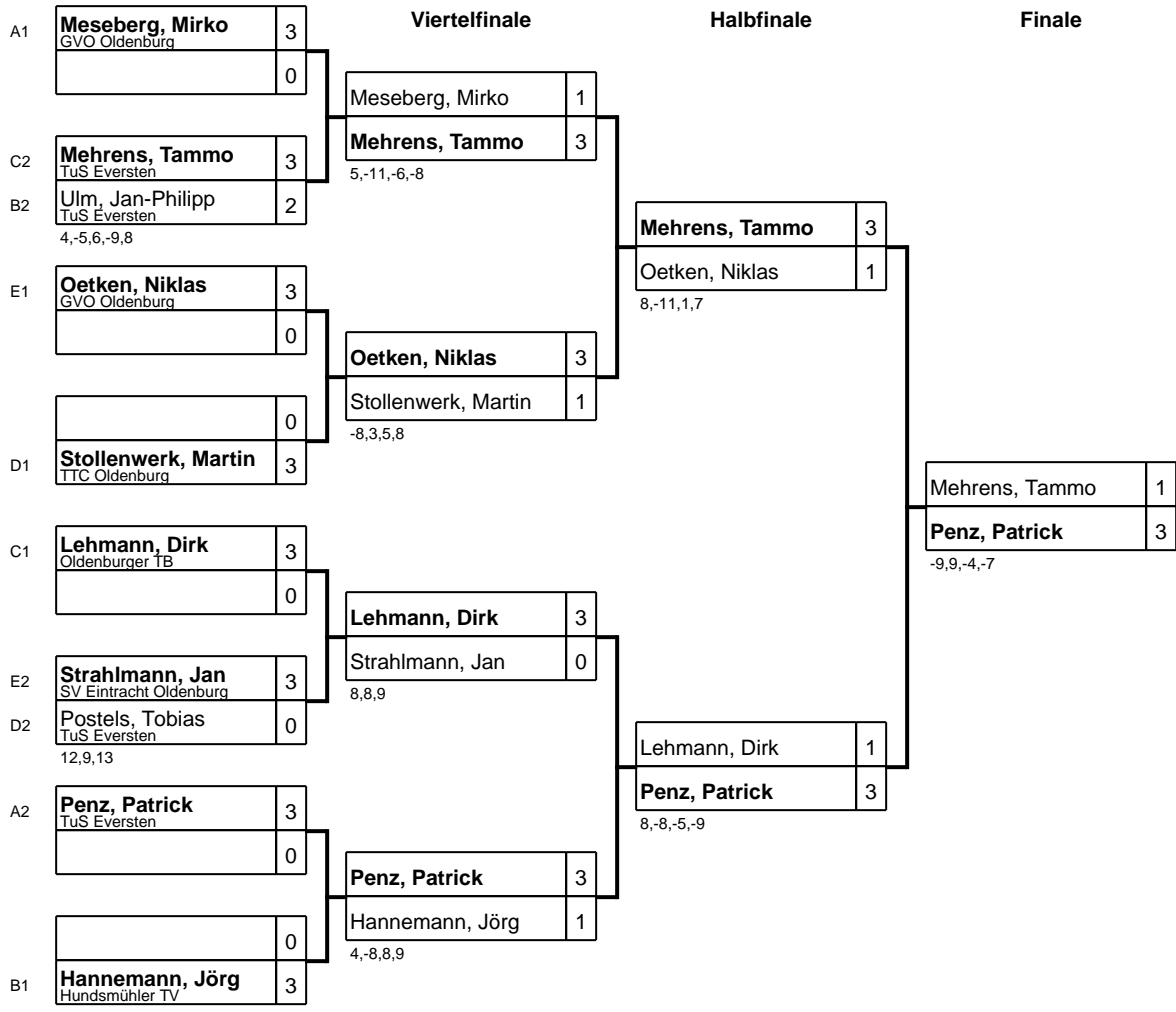 Viertelfinale
Halbfinale
Finale
A1
Meseberg, Mirko
3
GVO Oldenburg
0
C2
Mehrens, Tammo
3
TuS Eversten
B2
Ulm, Jan-Philipp
2
TuS Eversten
4,-5,6,-9,8
E1
Oetken, Niklas
3
GVO Oldenburg
0
0
D1
Stollenwerk, Martin
3
TTC Oldenburg
C1
Lehmann, Dirk
3
Oldenburger TB
0
E2
Strahlmann, Jan
3
SV Eintracht Oldenburg
D2
Postels, Tobias
0
TuS Eversten
12,9,13
A2
Penz, Patrick
3
TuS Eversten
0
0
B1
Hannemann, Jörg
3
Hundsmühler TV
Meseberg, Mirko
1
Mehrens, Tammo
3
5,-11,-6,-8
Oetken, Niklas
3
Stollenwerk, Martin
1
-8,3,5,8
Lehmann, Dirk
3
Strahlmann, Jan
0
8,8,9
Penz, Patrick
3
Hannemann, Jörg
1
4,-8,8,9
Mehrens, Tammo
3
Oetken, Niklas
1
8,-11,1,7
Lehmann, Dirk
1
Penz, Patrick
3
8,-8,-5,-9
Mehrens, Tammo
1
Penz, Patrick
3
-9,9,-4,-7